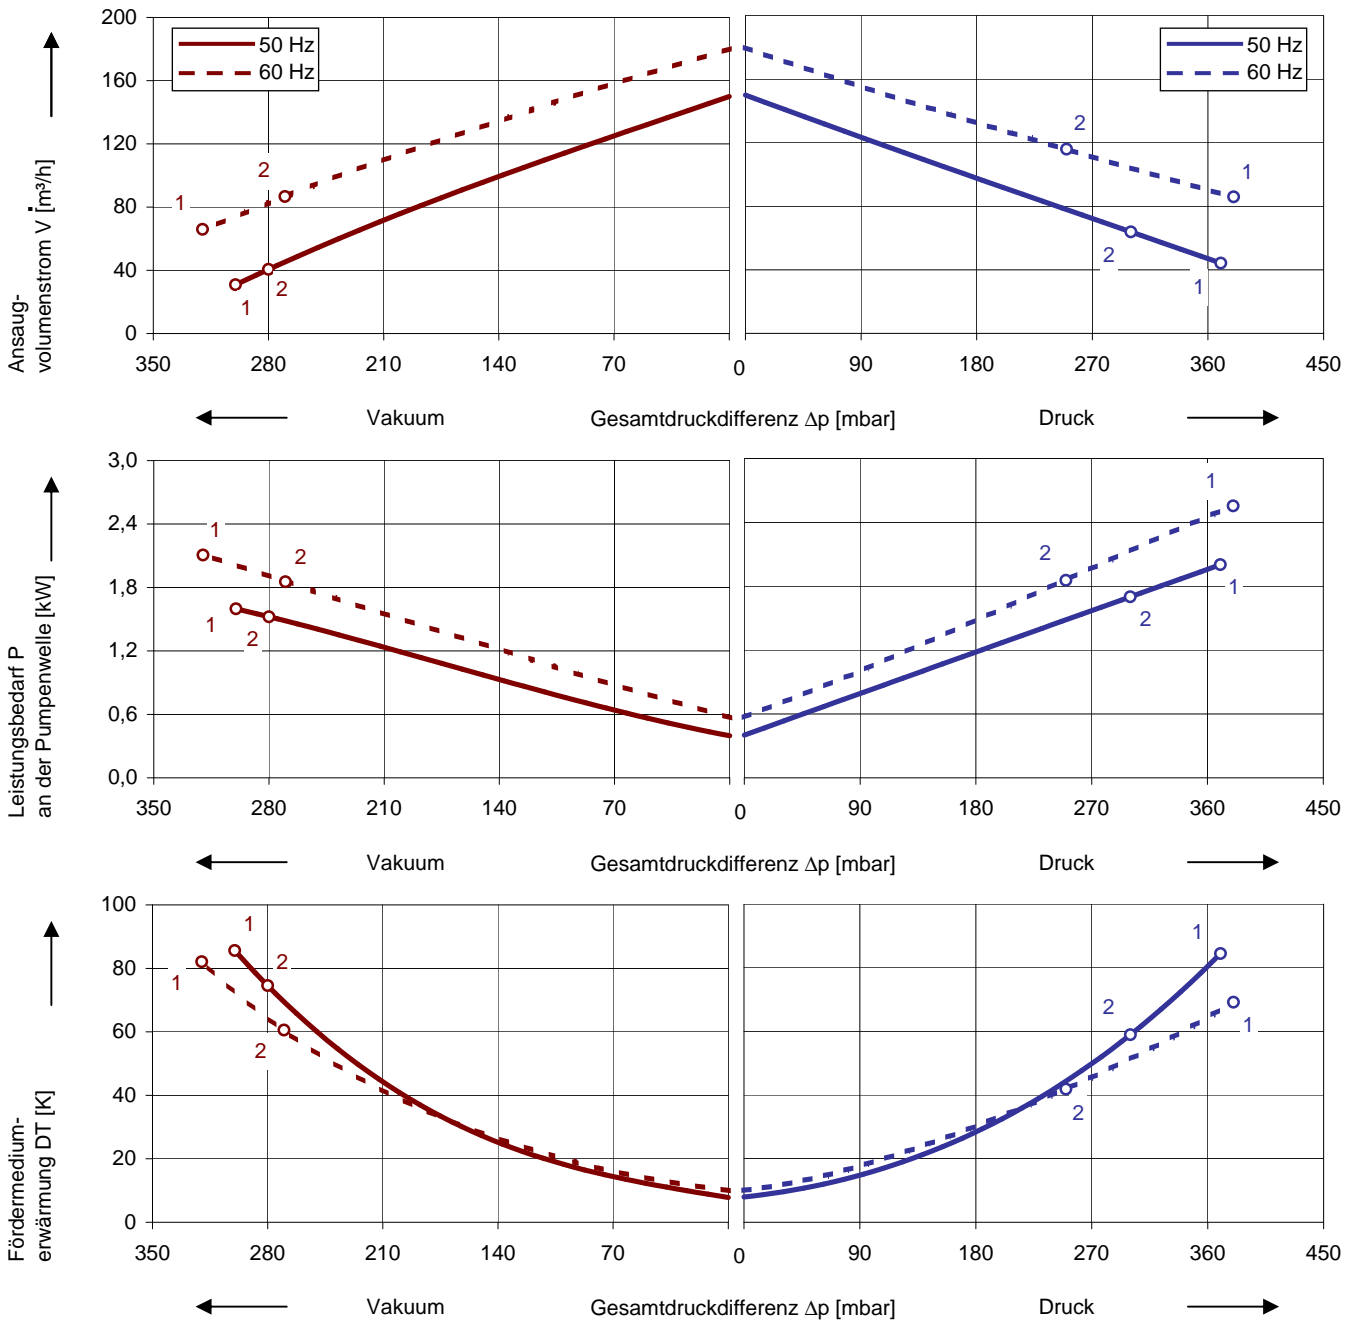 200
160
120
80
40
0
50 Hz
60 Hz
50 Hz
60 Hz
1
2
1
2
2
1
2
1
Ansaug-
volumenstrom V̇ [m³/h]
350 280 210 140 70 0 90 180 270 360 450
Vakuum Gesamtdruckdifferenz Δp [mbar] Druck
3,0
2,4
1,8
1,2
0,6
0,0
1
2
1
2
1
2
1
2
Leistungsbedarf P
an der Pumpenwelle [kW]
350 280 210 140 70 0 90 180 270 360 450
Vakuum Gesamtdruckdifferenz Δp [mbar] Druck
100
80
60
40
20
0
1
2
1
2
1
2
1
2
Fördermedium-
erwärmung DT [K]
350 280 210 140 70 0 90 180 270 360 450
Vakuum Gesamtdruckdifferenz Δp [mbar] Druck